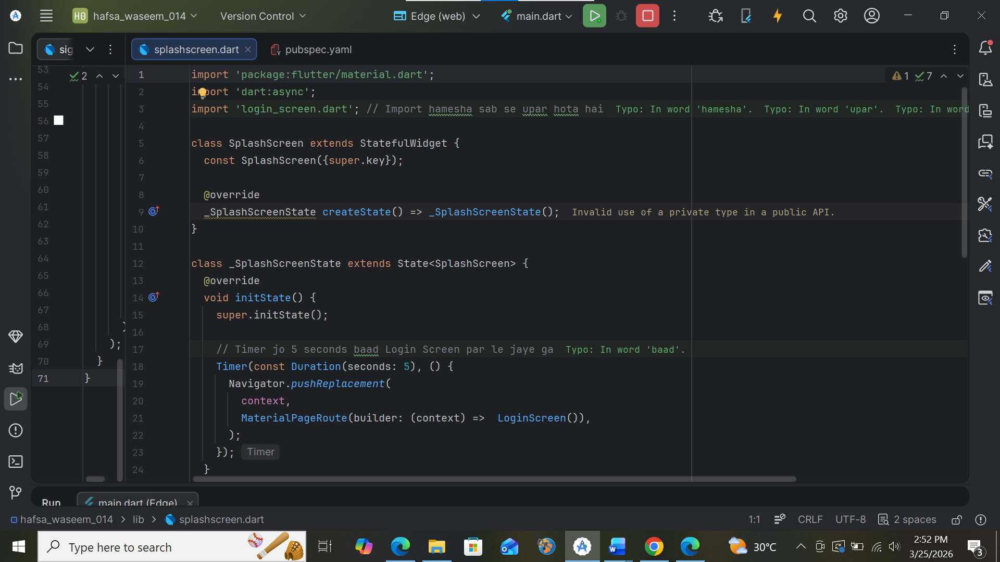 H0 hafsa_waseem_014 Version Control Edge (web) main.dart
sig splashscreen.dart pubspec.yaml
53
54
55
56
57
58
59
60
61
62
63
64
65
66
67
68 )
69 );
70 }
71 }
2
1 7
1 import 'package:flutter/material.dart';
2 import 'dart:async';
3 import 'login_screen.dart'; // Import hamesha sab se upar hota hai Typo: In word 'hamesha'. Typo: In word 'upar'. Typo: In word
4
5 class SplashScreen extends StatefulWidget {
6 const SplashScreen({super.key});
7
8 @override
9 _SplashScreenState createState() => _SplashScreenState(); Invalid use of a private type in a public API.
10 }
11
12 class _SplashScreenState extends State<SplashScreen> {
13 @override
14 void initState() {
15 super.initState();
16
17 // Timer jo 5 seconds baad Login Screen par le jaye ga Typo: In word 'baad'.
18 Timer(const Duration(seconds: 5), () {
19 Navigator.pushReplacement(
20 context,
21 MaterialPageRoute(builder: (context) => LoginScreen()),
22 );
23 }); Timer
24 }
Run main.dart (Edge)
hafsa_waseem_014 > lib > splashscreen.dart 1:1 CRLF UTF-8 2 spaces
Type here to search 30°C 2:52 PM
3/25/2026 3